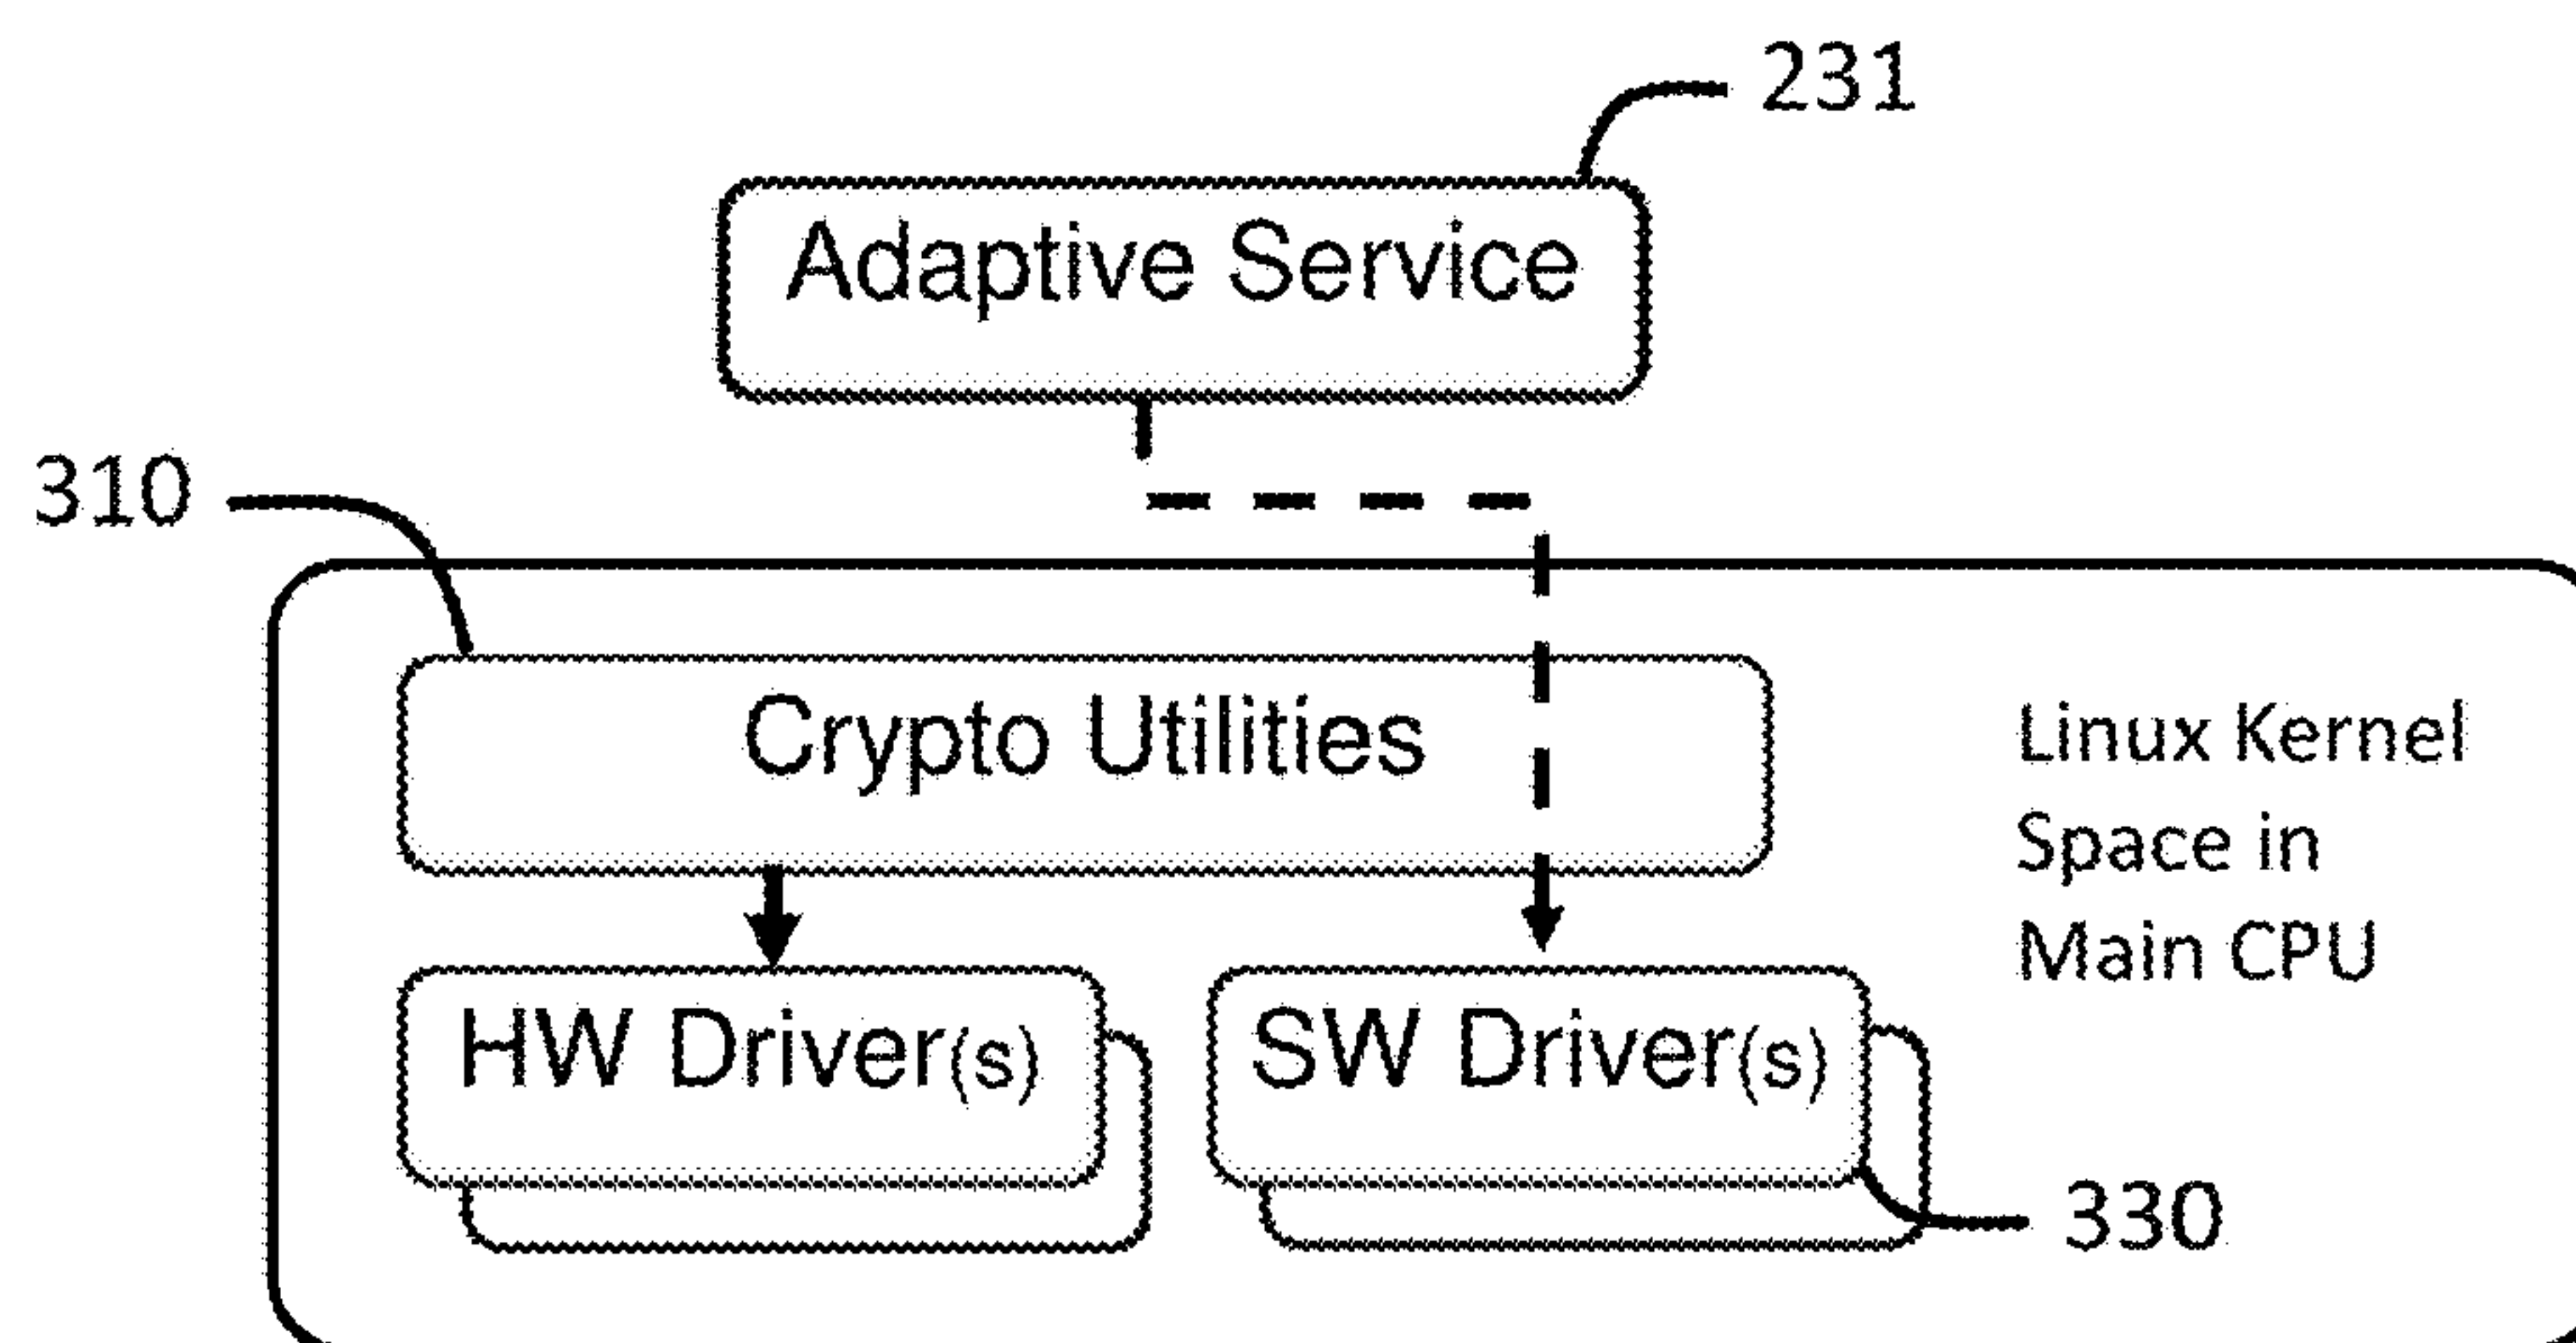 231
Adaptive Service
310
Crypto Utilities
Linux Kernel
Space in
Main CPU
HW Driver(s)
SW Driver(s)
330